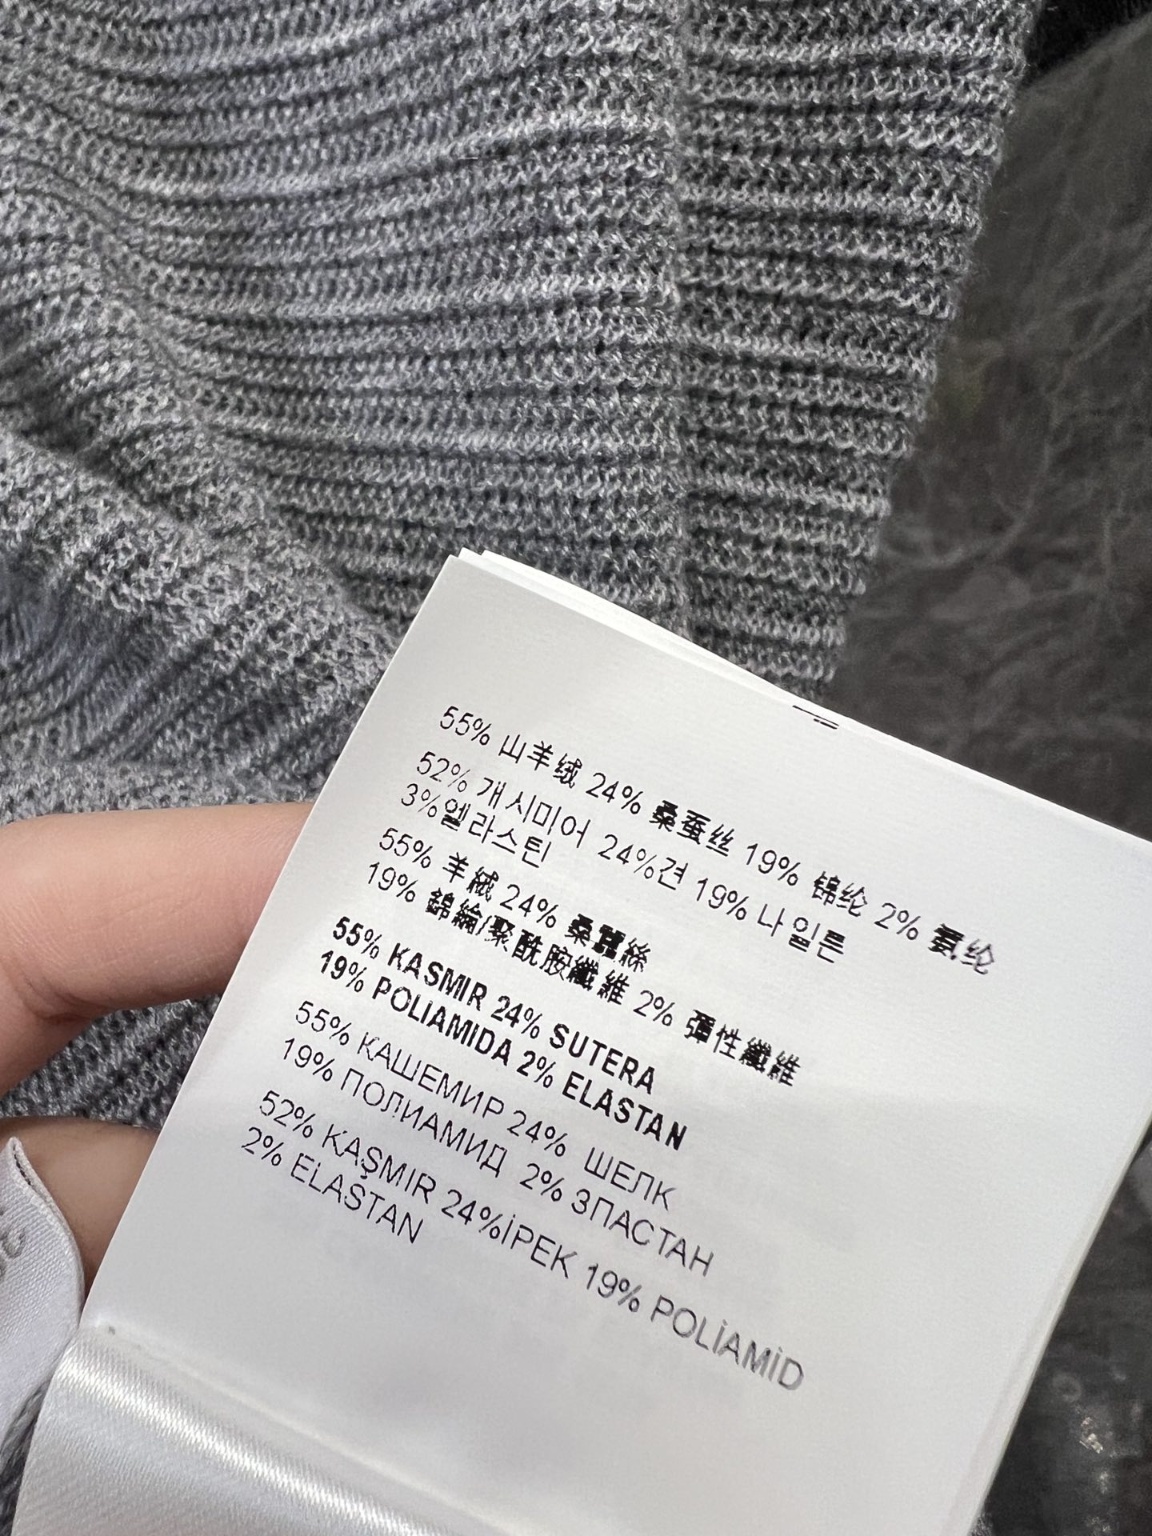 55% 山羊绒 24% 桑蚕丝 19% 锦纶 2% 氨纶
52% 캐시미어 24%견 19% 나일론
3%엘라스틴
55% 羊絨 24% 桑蠶絲
19% 錦綸/聚酰胺纖維 2% 彈性纖維
55% KASMIR 24% SUTERA
19% POLIAMIDA 2% ELASTAN
55% КАШЕМИР 24% ШЕЛК
19% ПОЛИАМИД 2% ЗПАСТАН
52% KAŞMIR 24%İPEK 19% POLİAMİD
2% ELASTAN